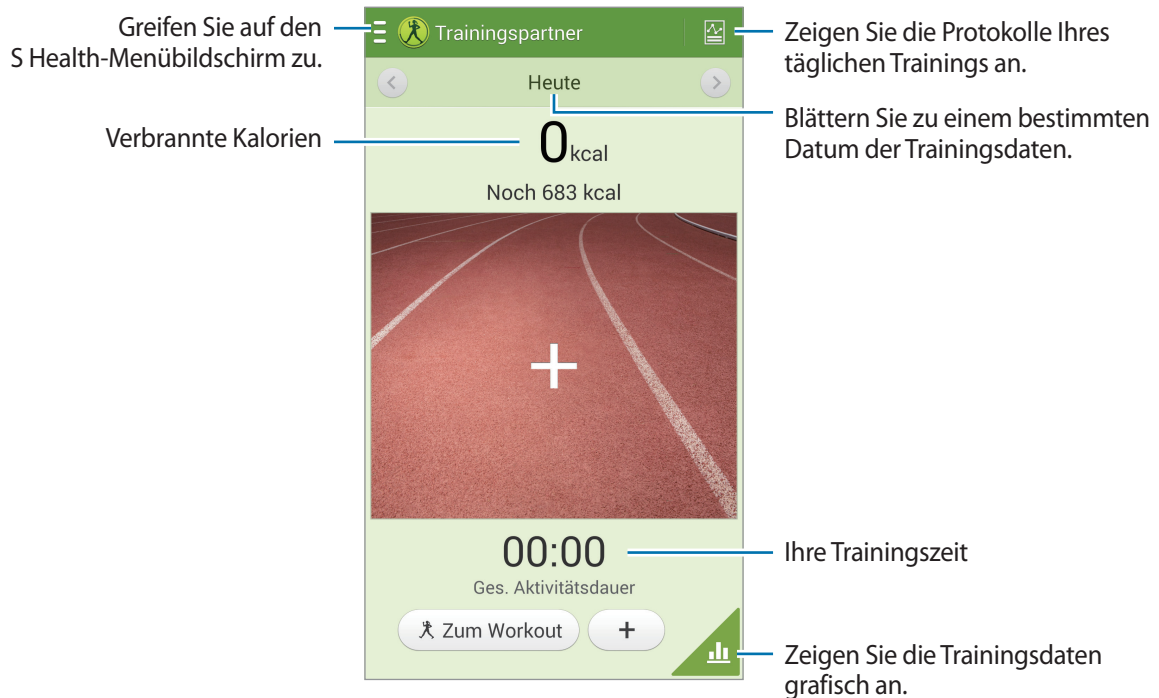 Greifen Sie auf den
S Health-Menübildschirm zu.
Trainingspartner
Zeigen Sie die Protokolle Ihres
täglichen Trainings an.
Heute
Blättern Sie zu einem bestimmten
Datum der Trainingsdaten.
Verbrannte Kalorien
0 kcal
Noch 683 kcal
00:00
Ihre Trainingszeit
Ges. Aktivitätsdauer
Zum Workout +
Zeigen Sie die Trainingsdaten
grafisch an.